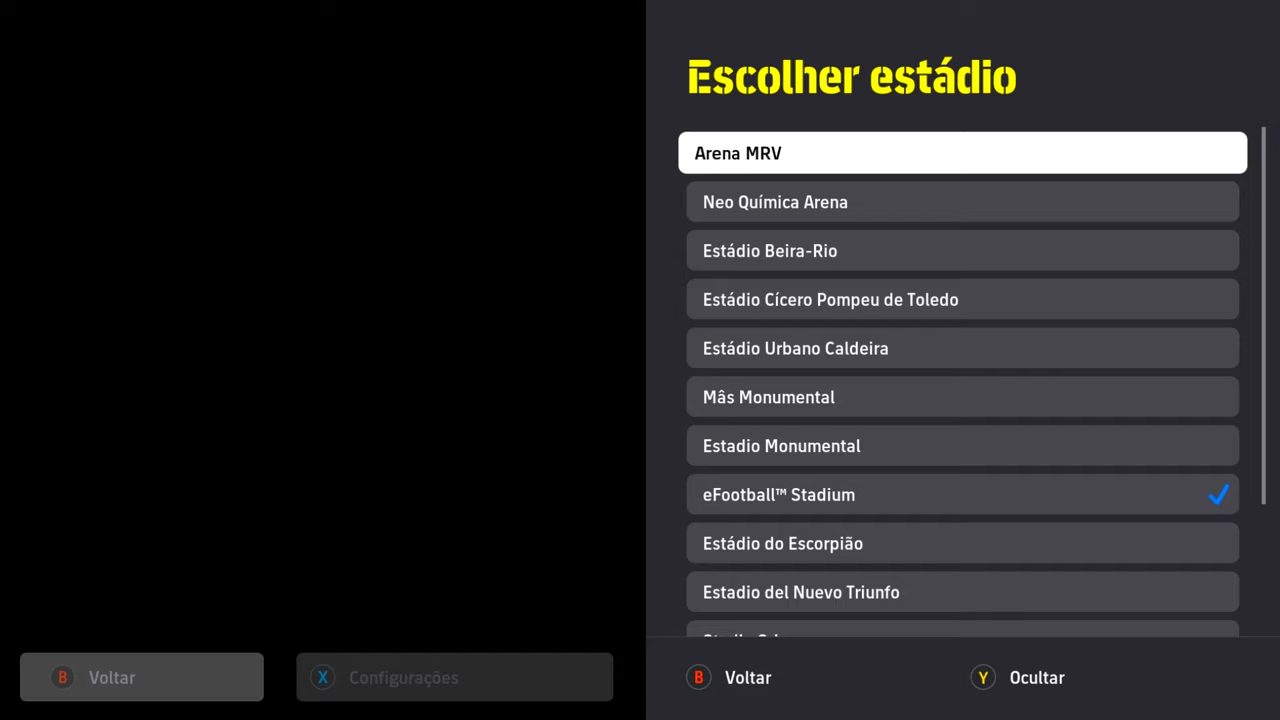 Escolher estádio
Arena MRV
Neo Química Arena
Estádio Beira-Rio
Estádio Cícero Pompeu de Toledo
Estádio Urbano Caldeira
Mâs Monumental
Estadio Monumental
eFootball™ Stadium
Estádio do Escorpião
Estadio del Nuevo Triunfo
B Voltar
X Configurações
B Voltar
Y Ocultar